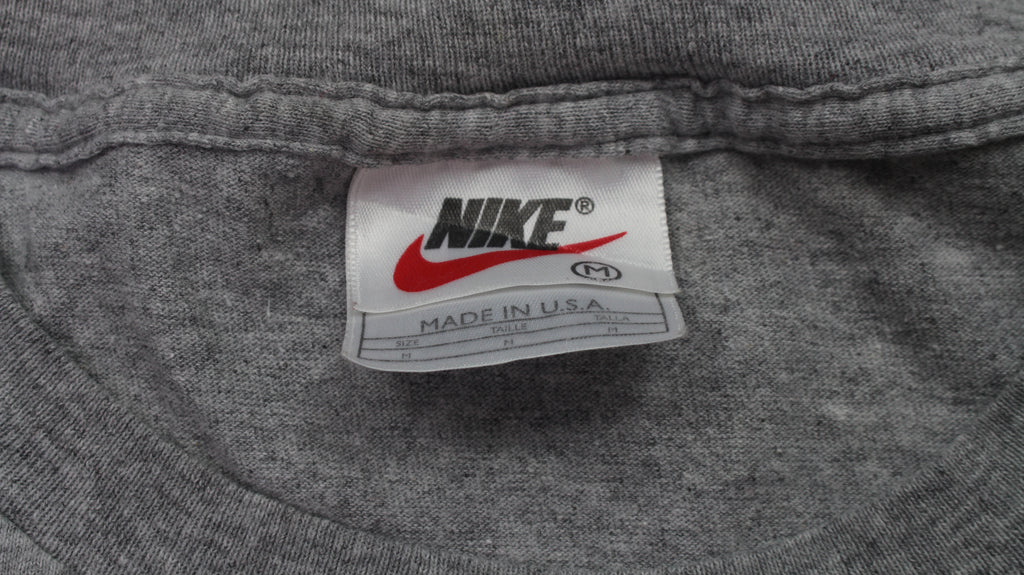 NIKE®
M
MADE IN U.S.A.
SIZE TAILLE TALLA
M M M